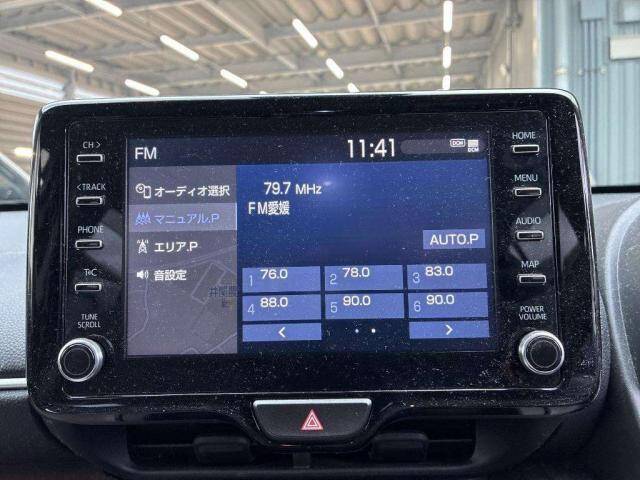 CH >
< TRACK
PHONE
T&C
TUNE
SCROLL
FM
11:41
DCM
DCM
オーディオ選択
マニュアル.P
エリア.P
音設定
79.7 MHz
FM愛媛
AUTO.P
1 76.0
2 78.0
3 83.0
4 88.0
5 90.0
6 90.0
<
>
HOME
MENU
AUDIO
MAP
POWER
VOLUME